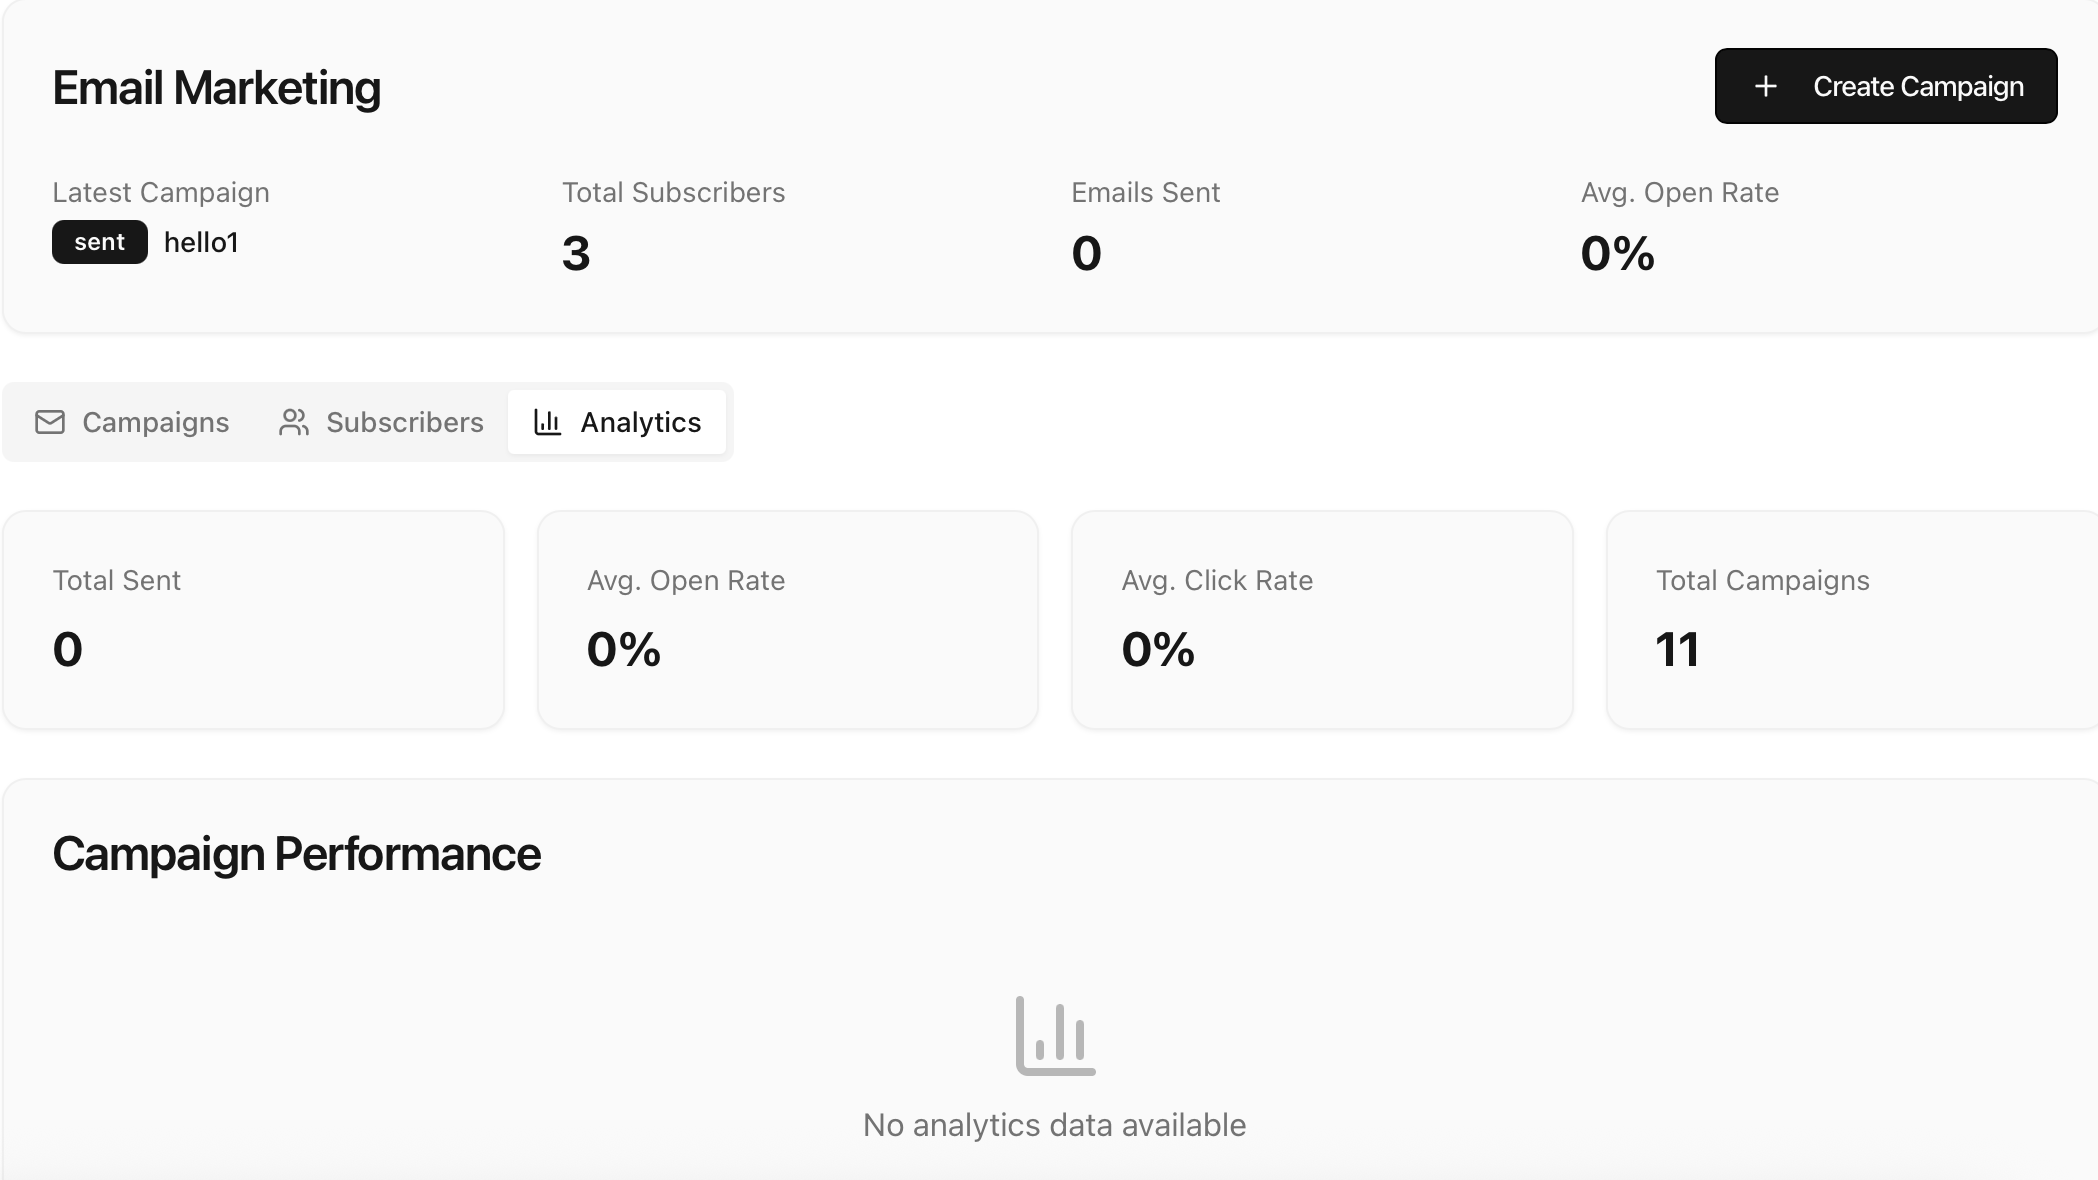 Email Marketing
Create Campaign
Latest Campaign
sent hello1
Total Subscribers
3
Emails Sent
0
Avg. Open Rate
0%
Campaigns
Subscribers
Analytics
Total Sent
0
Avg. Open Rate
0%
Avg. Click Rate
0%
Total Campaigns
11
Campaign Performance
No analytics data available